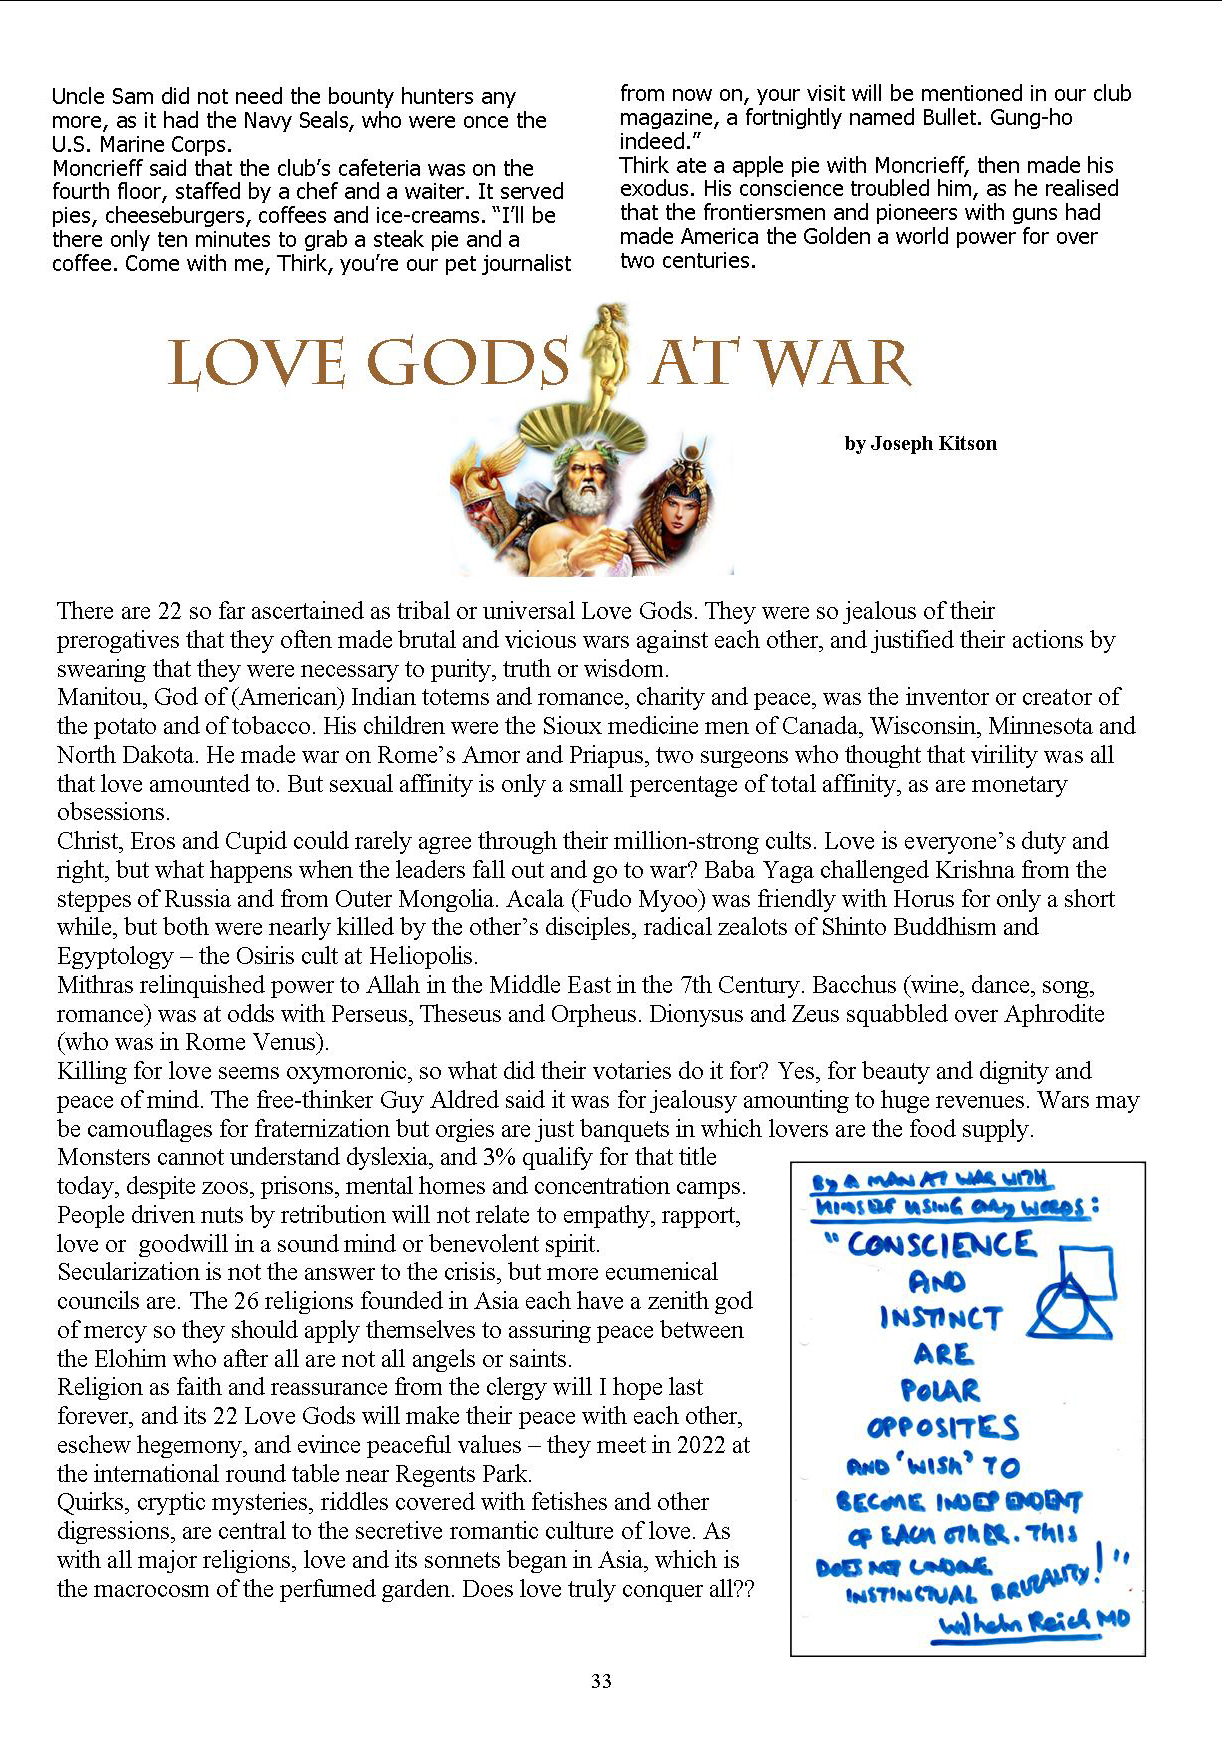 Uncle Sam did not need the bounty hunters any
more, as it had the Navy Seals, who were once the
U.S. Marine Corps.
Moncrieff said that the club's cafeteria was on the
fourth floor, staffed by a chef and a waiter. It served
pies, cheeseburgers, coffees and ice-creams. “I'll be
there only ten minutes to grab a steak pie and a
coffee. Come with me, Thirk, you're our pet journalist
from now on, your visit will be mentioned in our club
magazine, a fortnightly named Bullet. Gung-ho
indeed.”
Thirk ate a apple pie with Moncrieff, then made his
exodus. His conscience troubled him, as he realised
that the frontiersmen and pioneers with guns had
made America the Golden a world power for over
two centuries.
LOVE GODS AT WAR
by Joseph Kitson
There are 22 so far ascertained as tribal or universal Love Gods. They were so jealous of their
prerogatives that they often made brutal and vicious wars against each other, and justified their actions by
swearing that they were necessary to purity, truth or wisdom.
Manitou, God of (American) Indian totems and romance, charity and peace, was the inventor or creator of
the potato and of tobacco. His children were the Sioux medicine men of Canada, Wisconsin, Minnesota and
North Dakota. He made war on Rome's Amor and Priapus, two surgeons who thought that virility was all
that love amounted to. But sexual affinity is only a small percentage of total affinity, as are monetary
obsessions.
Christ, Eros and Cupid could rarely agree through their million-strong cults. Love is everyone's duty and
right, but what happens when the leaders fall out and go to war? Baba Yaga challenged Krishna from the
steppes of Russia and from Outer Mongolia. Acala (Fudo Myoo) was friendly with Horus for only a short
while, but both were nearly killed by the other's disciples, radical zealots of Shinto Buddhism and
Egyptology – the Osiris cult at Heliopolis.
Mithras relinquished power to Allah in the Middle East in the 7th Century. Bacchus (wine, dance, song,
romance) was at odds with Perseus, Theseus and Orpheus. Dionysus and Zeus squabbled over Aphrodite
(who was in Rome Venus).
Killing for love seems oxymoronic, so what did their votaries do it for? Yes, for beauty and dignity and
peace of mind. The free-thinker Guy Aldred said it was for jealousy amounting to huge revenues. Wars may
be camouflages for fraternization but orgies are just banquets in which lovers are the food supply.
Monsters cannot understand dyslexia, and 3% qualify for that title
today, despite zoos, prisons, mental homes and concentration camps.
People driven nuts by retribution will not relate to empathy, rapport,
love or goodwill in a sound mind or benevolent spirit.
Secularization is not the answer to the crisis, but more ecumenical
councils are. The 26 religions founded in Asia each have a zenith god
of mercy so they should apply themselves to assuring peace between
the Elohim who after all are not all angels or saints.
Religion as faith and reassurance from the clergy will I hope last
forever, and its 22 Love Gods will make their peace with each other,
eschew hegemony, and evince peaceful values – they meet in 2022 at
the international round table near Regents Park.
Quirks, cryptic mysteries, riddles covered with fetishes and other
digressions, are central to the secretive romantic culture of love. As
with all major religions, love and its sonnets began in Asia, which is
the macrocosm of the perfumed garden. Does love truly conquer all??
BY A MAN AT WAR WITH
HIMSELF USING ONLY WORDS:
“CONSCIENCE
AND
INSTINCT
ARE
POLAR
OPPOSITES
AND ‘WISH’ TO
BECOME INDEPENDENT
OF EACH OTHER. THIS
DOES NOT CONDONE
INSTINCTUAL BRUTALITY!”
Wilhelm Reich MD
33